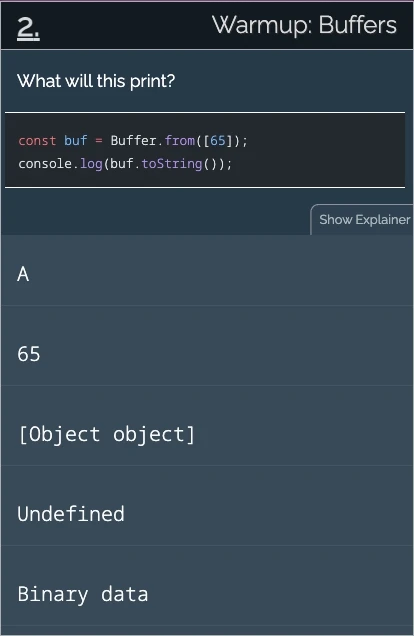 2.
Warmup: Buffers
What will this print?
const buf = Buffer.from([65]);
console.log(buf.toString());
Show Explainer
A
65
[Object object]
Undefined
Binary data